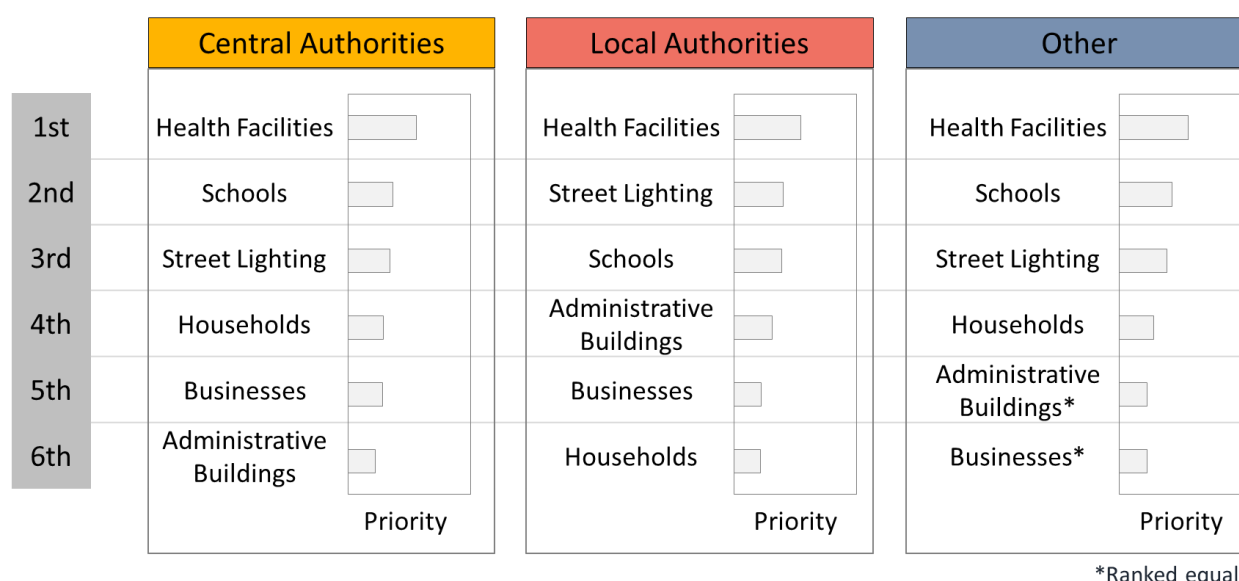 Central Authorities
Local Authorities
Other
1st
Health Facilities
Health Facilities
Health Facilities
2nd
Schools
Street Lighting
Schools
3rd
Street Lighting
Schools
Street Lighting
4th
Households
Administrative
Buildings
Households
5th
Businesses
Businesses
Administrative
Buildings*
6th
Administrative
Buildings
Households
Businesses*
Priority
Priority
Priority
*Ranked equal